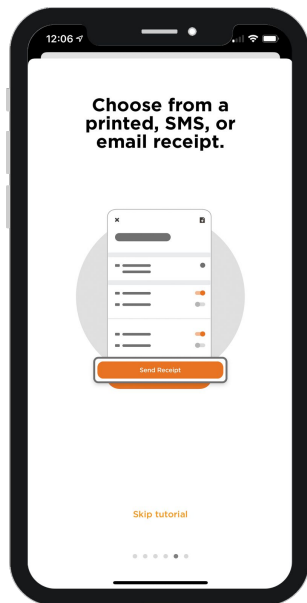 12:06
Choose from a
printed, SMS, or
email receipt.
Send Receipt
Skip tutorial